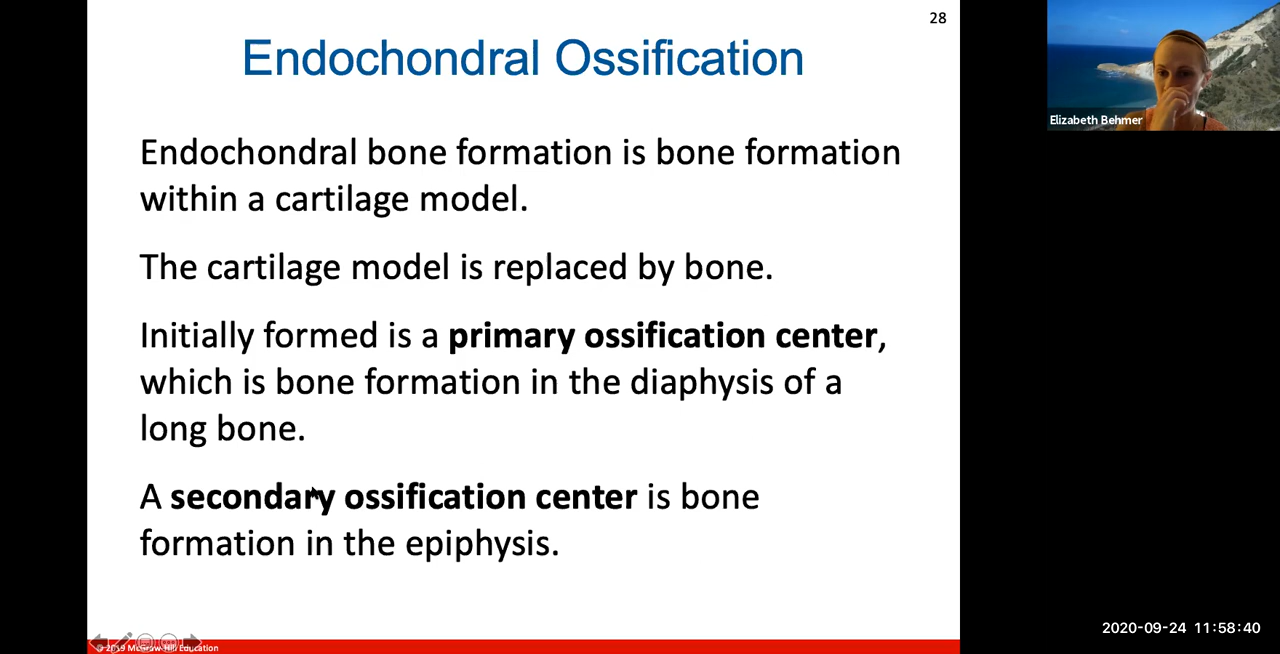 28
Endochondral Ossification
Endochondral bone formation is bone formation
within a cartilage model.
The cartilage model is replaced by bone.
Initially formed is a primary ossification center,
which is bone formation in the diaphysis of a
long bone.
A secondary ossification center is bone
formation in the epiphysis.
Elizabeth Behmer
© 2019 McGraw-Hill Education
2020-09-24 11:58:40